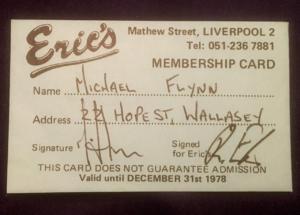 Eric's
Mathew Street, LIVERPOOL 2
Tel: 051-236 7881
MEMBERSHIP CARD
Name MICHAEL FLYNN
Address 22 HOPE ST, WALLASEY
Signature
Signed
for Eric
THIS CARD DOES NOT GUARANTEE ADMISSION
Valid until DECEMBER 31st 1978